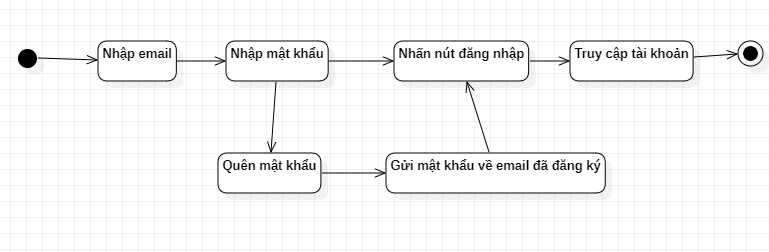 Nhập email
Nhập mật khẩu
Nhấn nút đăng nhập
Truy cập tài khoản
Quên mật khẩu
Gửi mật khẩu về email đã đăng ký